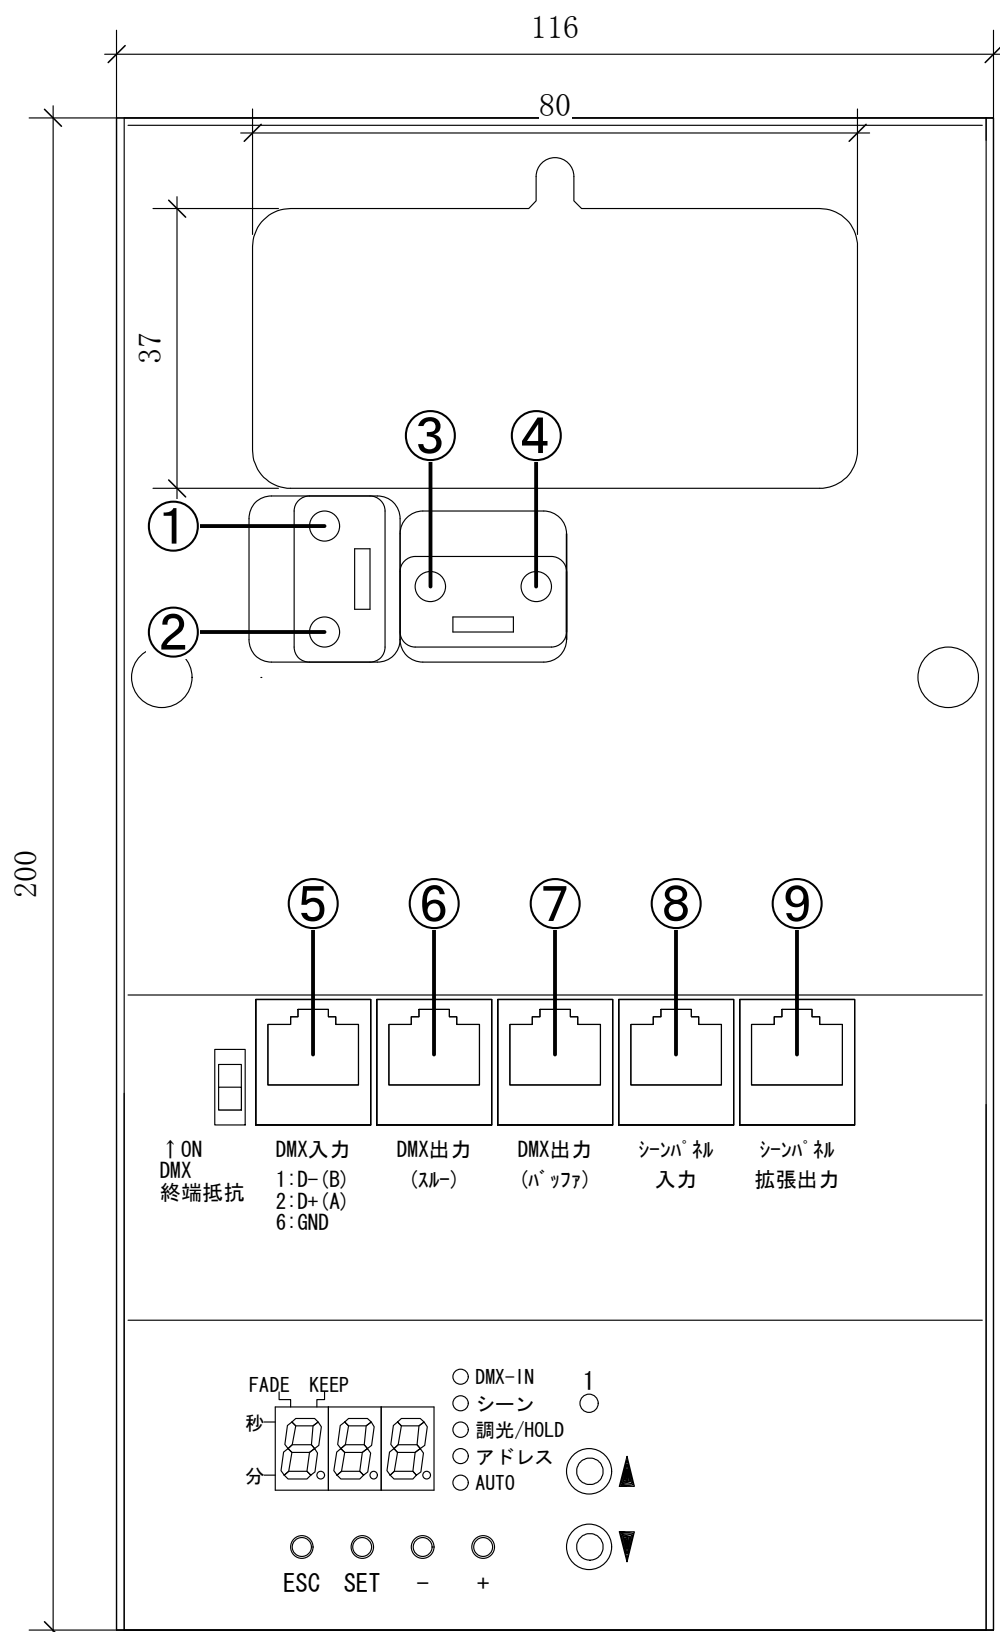 116
80
37
③ ④
①
②
200
⑤ ⑥ ⑦ ⑧ ⑨
↑ON
DMX
終端抵抗
DMX入力
1:D-(B)
2:D+(A)
6:GND
DMX出力
(ｽﾙｰ)
DMX出力
(ﾊﾞｯﾌｧ)
ｼｰﾝﾊﾟﾈﾙ
入力
ｼｰﾝﾊﾟﾈﾙ
拡張出力
FADE KEEP
秒
分
DMX-IN
シーン
調光/HOLD
アドレス
AUTO
1
▲
▼
ESC SET - +